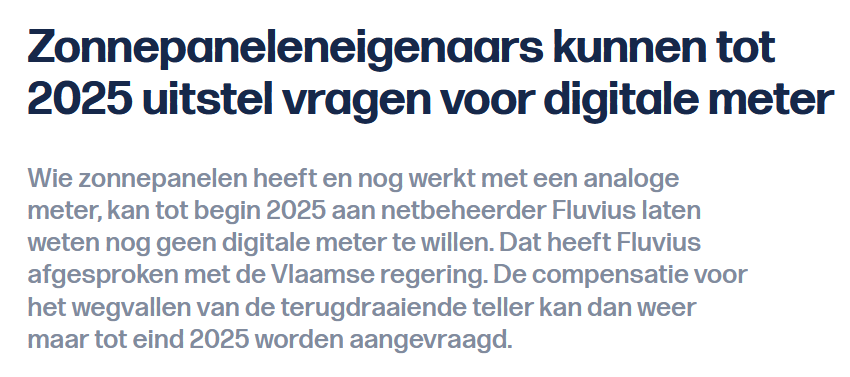 Zonnepaneleneigenaars kunnen tot
2025 uitstel vragen voor digitale meter
Wie zonnepanelen heeft en nog werkt met een analoge
meter, kan tot begin 2025 aan netbeheerder Fluvius laten
weten nog geen digitale meter te willen. Dat heeft Fluvius
afgesproken met de Vlaamse regering. De compensatie voor
het wegvallen van de terugdraaiende teller kan dan weer
maar tot eind 2025 worden aangevraagd.